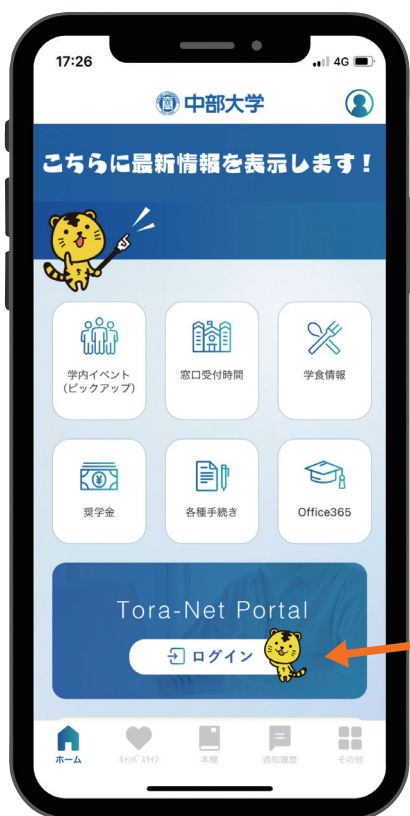 17:26
4G
中部大学
こちらに最新情報を表示します！
学内イベント
(ピックアップ)
窓口受付時間
学食情報
奨学金
各種手続き
Office365
Tora-Net Portal
ログイン
ホーム
ｷｬﾝﾊﾟｽﾗｲﾌ
本棚
通知履歴
その他